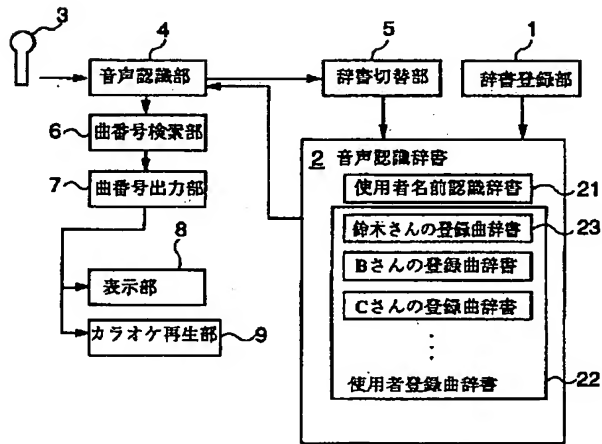 3
4
音声認識部
5
辞書切替部
1
辞書登録部
6
曲番号検索部
7
曲番号出力部
8
表示部
カラオケ再生部
9
2 音声認識辞書
使用者名前認識辞書
21
鈴木さんの登録曲辞書
23
Bさんの登録曲辞書
Cさんの登録曲辞書
⋮
使用者登録曲辞書
22